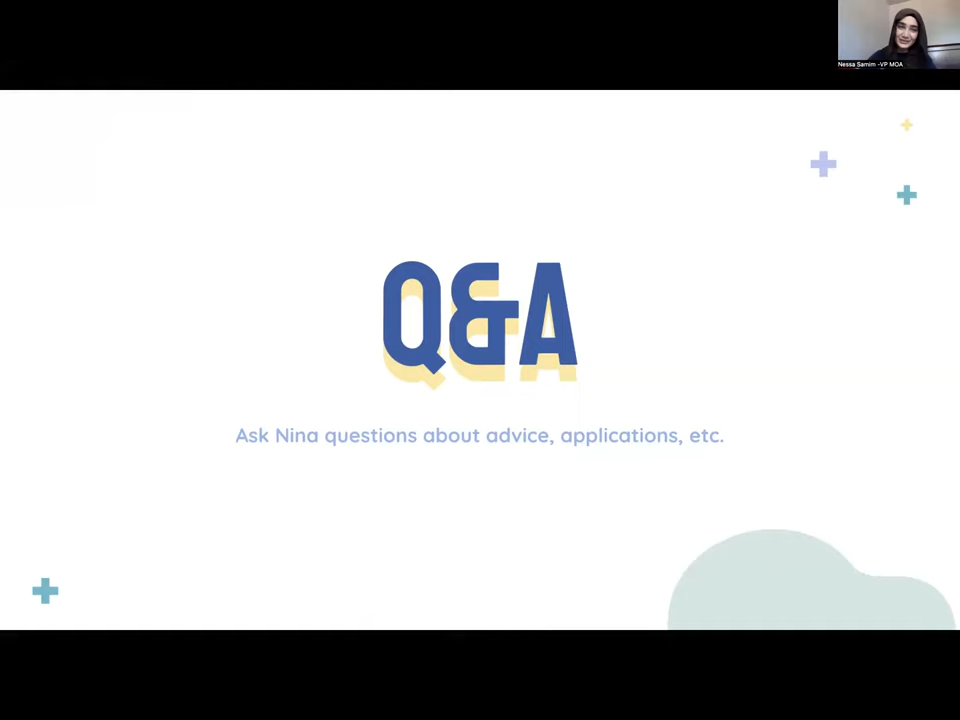 Nessa Samim -VP MOA
Q&A
Ask Nina questions about advice, applications, etc.